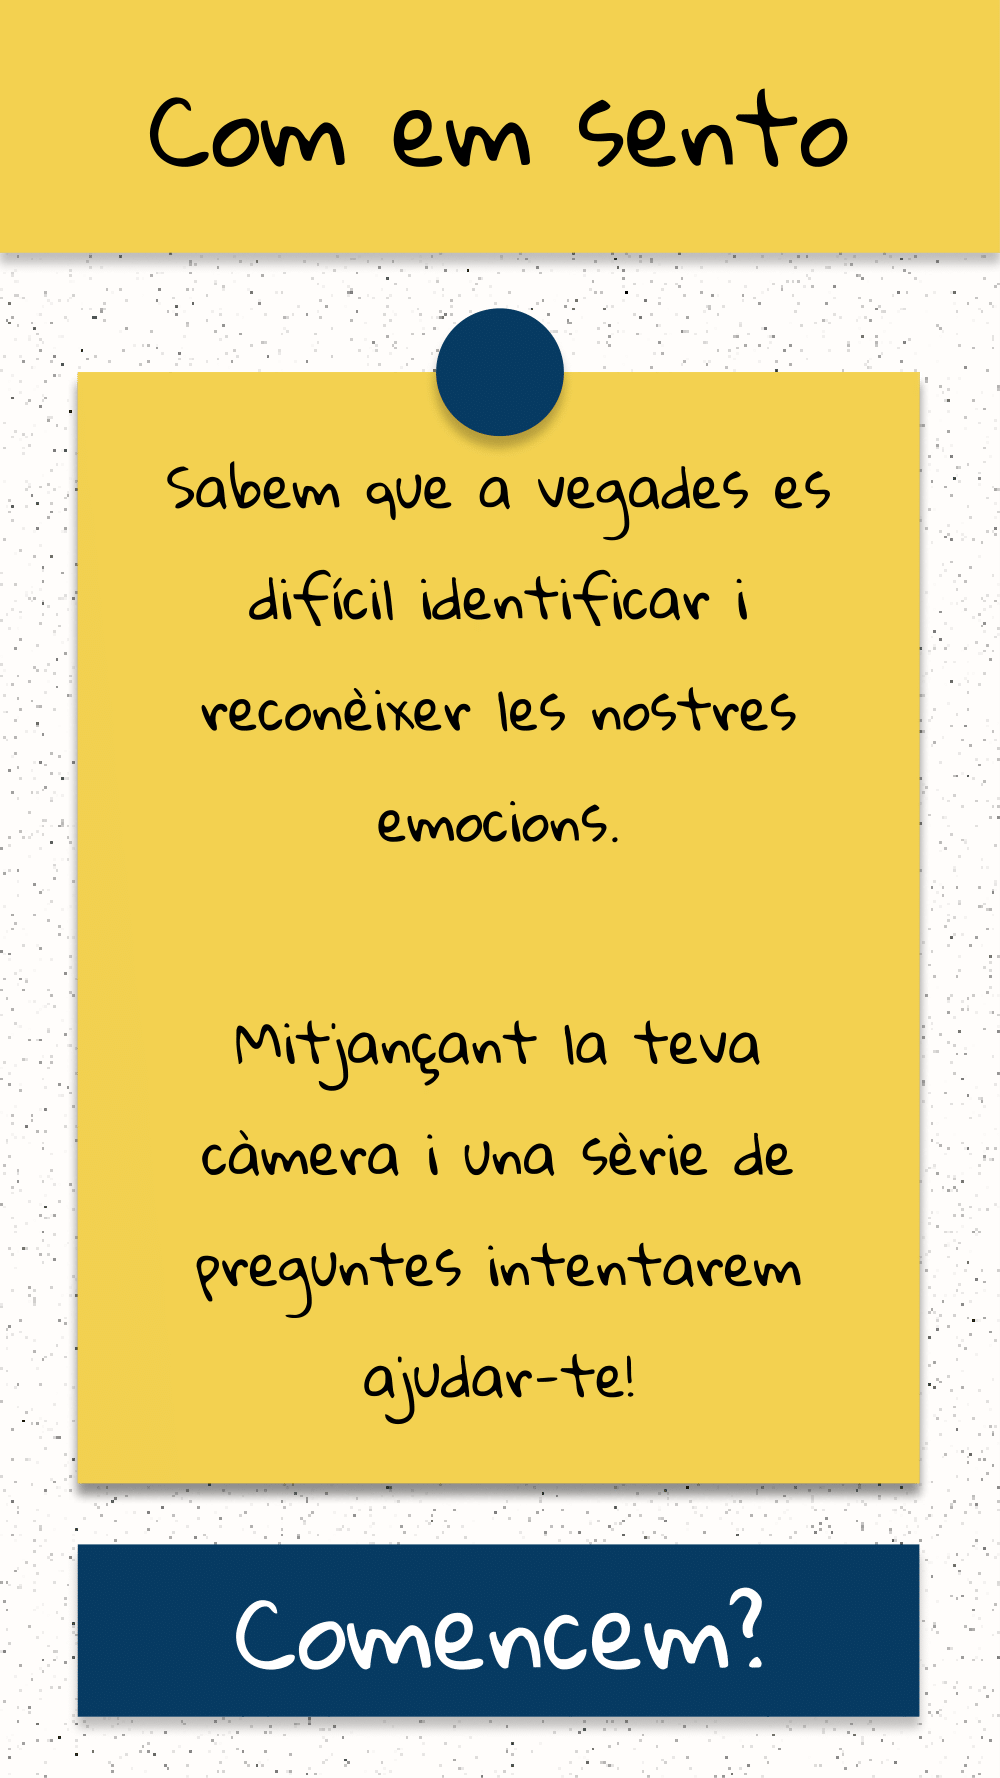 Com em sento
Sabem que a vegades es
difícil identificar i
reconèixer les nostres
emocions.
Mitjançant la teva
càmera i una sèrie de
preguntes intentarem
ajudar-te!
Comencem?